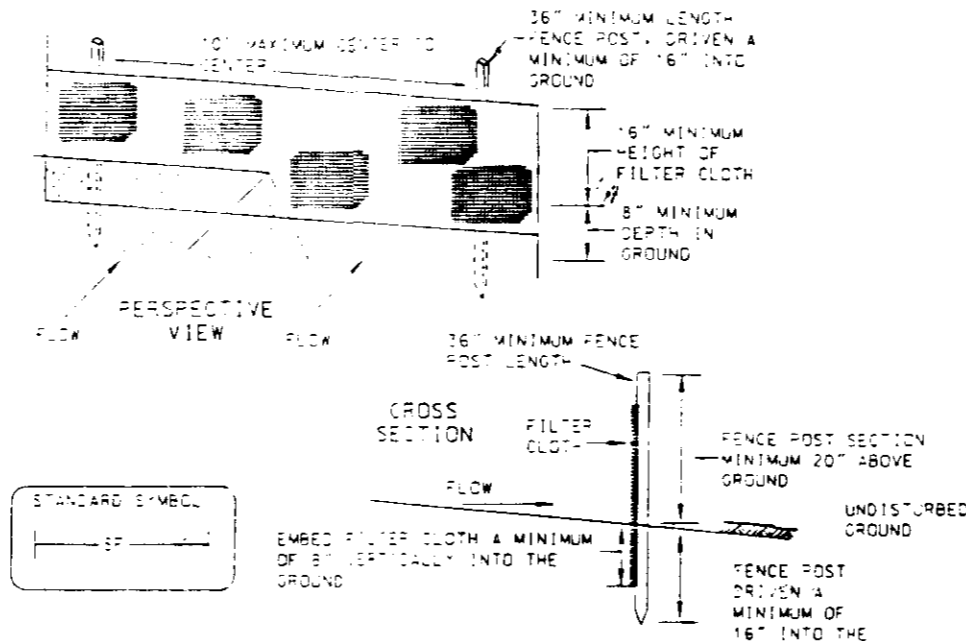 10' MAXIMUM CENTER TO
CENTER
36" MINIMUM LENGTH
FENCE POST, DRIVEN A
MINIMUM OF 16" INTO
GROUND
16" MINIMUM
HEIGHT OF
FILTER CLOTH
8" MINIMUM
DEPTH IN
GROUND
PERSPECTIVE
VIEW
FLOW
FLOW
36" MINIMUM FENCE
POST LENGTH
CROSS
SECTION
FILTER
CLOTH
FENCE POST SECTION
MINIMUM 20" ABOVE
GROUND
FLOW
UNDISTURBED
GROUND
STANDARD SYMBOL
SF
EMBED FILTER CLOTH A MINIMUM
OF 8" VERTICALLY INTO THE
GROUND
FENCE POST
DRIVEN A
MINIMUM OF
16" INTO THE